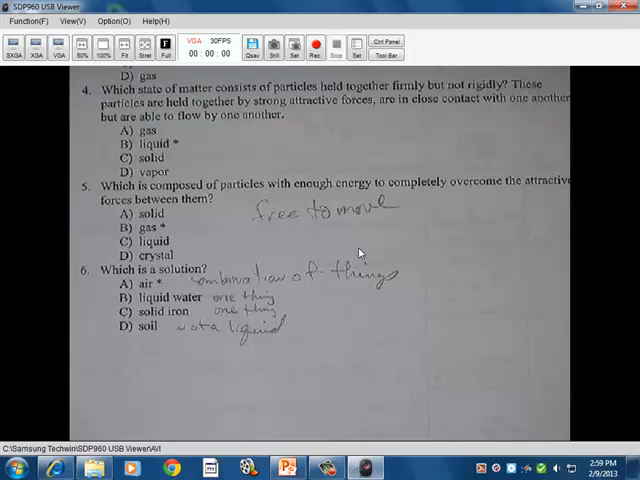 SDP960 USB Viewer
Function(F) View(V) Option(O) Help(H)
VGA 30FPS
00 : 00 : 00
SXGA XGA VGA 50% 100% Fit Stret Full Qsav Still Set Rec Stop Set
Ctrl Panel
Tool Bar
D) gas
4. Which state of matter consists of particles held together firmly but not rigidly? These
particles are held together by strong attractive forces, are in close contact with one another
but are able to flow by one another.
A) gas
B) liquid *
C) solid
D) vapor
5. Which is composed of particles with enough energy to completely overcome the attractive
forces between them?
A) solid
free to move
B) gas *
C) liquid
D) crystal
6. Which is a solution?
A) air * combination of things
B) liquid water one thing
C) solid iron one thing
D) soil not a liquid
C:\Samsung Techwin\SDP960 USB Viewer\AVI
2:59 PM
2/9/2013